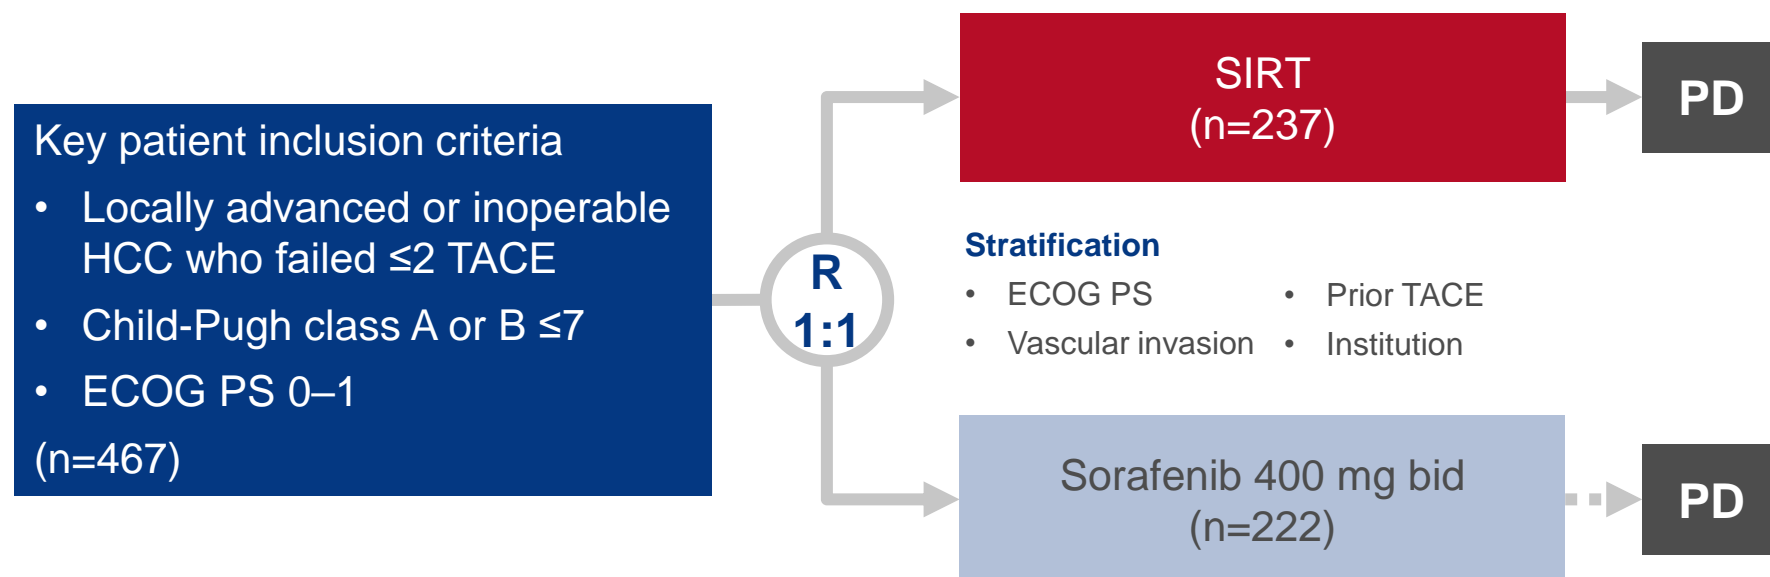 Key patient inclusion criteria
• Locally advanced or inoperable
HCC who failed ≤2 TACE
• Child-Pugh class A or B ≤7
• ECOG PS 0–1
(n=467)
R
1:1
SIRT
(n=237)
PD
Stratification
• ECOG PS
• Vascular invasion
• Prior TACE
• Institution
Sorafenib 400 mg bid
(n=222)
PD